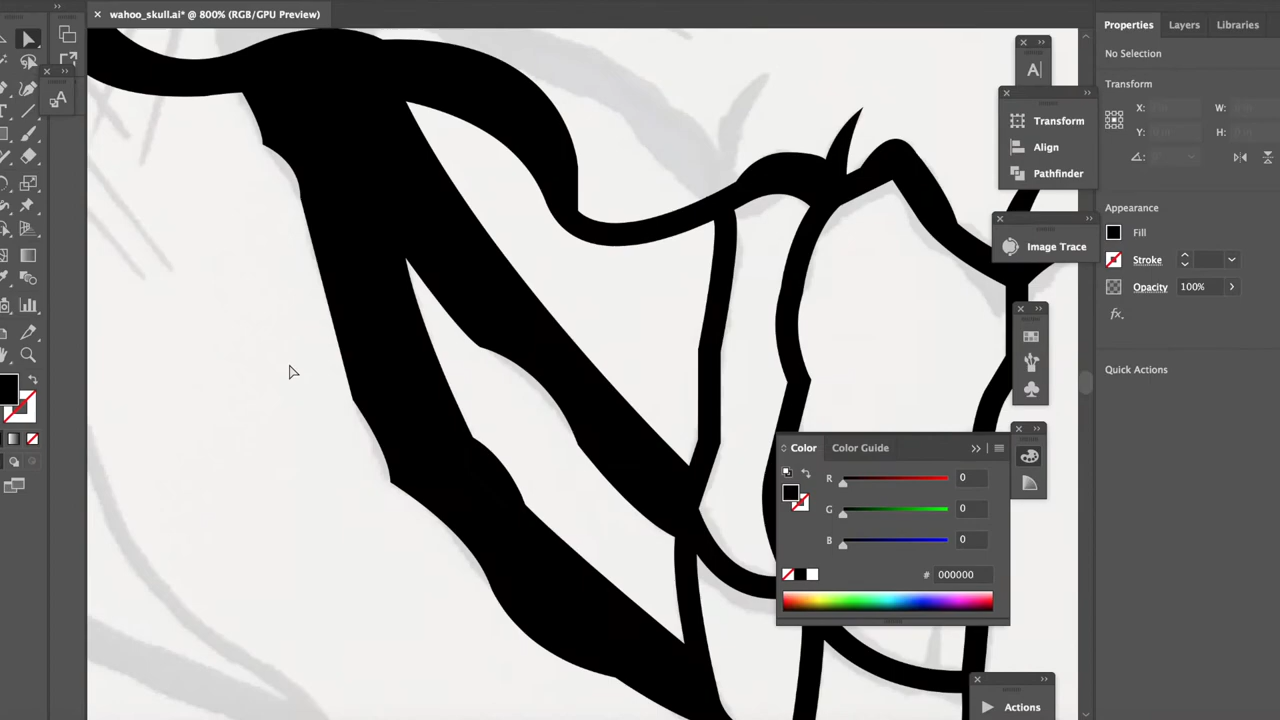 wahoo_skull.ai* @ 800% (RGB/GPU Preview)
Properties
Layers
Libraries
No Selection
Transform
X:
W:
Y:
H:
Transform
Align
Pathfinder
Image Trace
Appearance
Fill
Stroke
Opacity
100%
fx.
Quick Actions
Color
Color Guide
R
0
G
0
B
0
#
000000
Actions